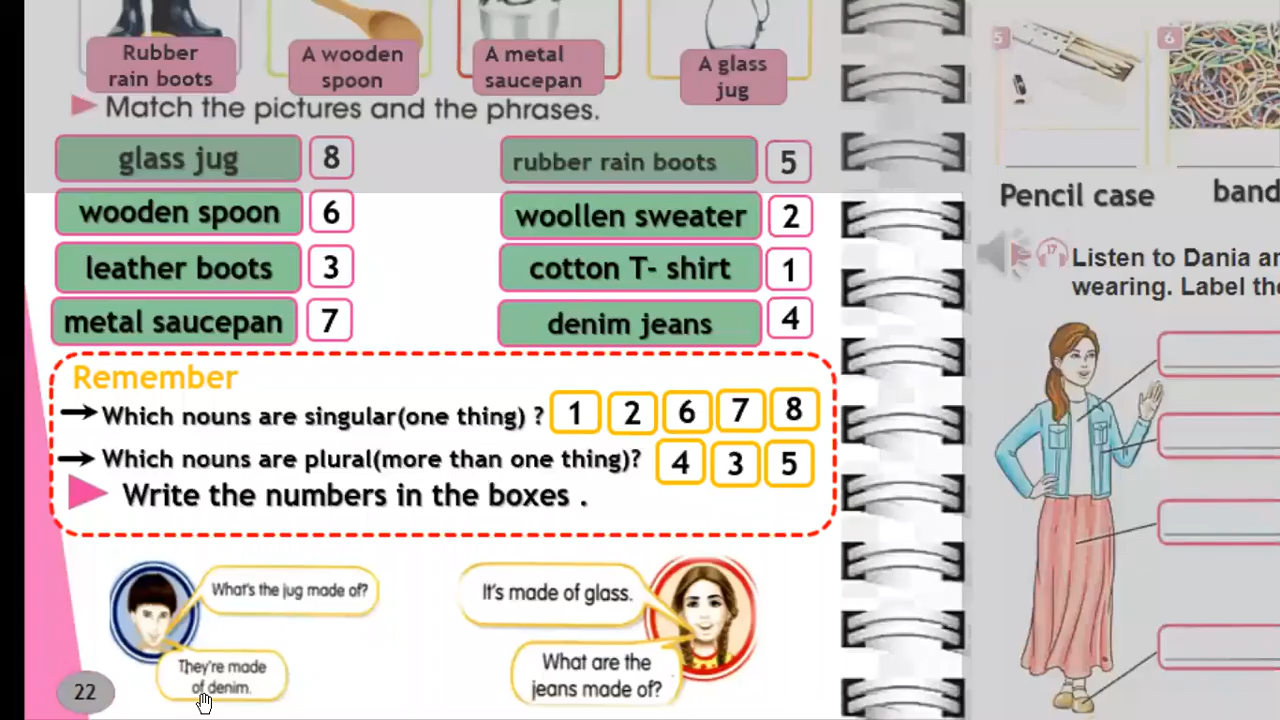 Rubber
rain boots
A wooden
spoon
A metal
saucepan
A glass
jug
Match the pictures and the phrases.
glass jug 8
rubber rain boots 5
wooden spoon 6
woollen sweater 2
leather boots 3
cotton T- shirt 1
metal saucepan 7
denim jeans 4
Remember
Which nouns are singular(one thing) ? 1 2 6 7 8
Which nouns are plural(more than one thing)? 4 3 5
Write the numbers in the boxes .
What's the jug made of?
It's made of glass.
What are the
jeans made of?
They're made
of denim.
22
5
6
Pencil case
band
17
Listen to Dania an
wearing. Label the